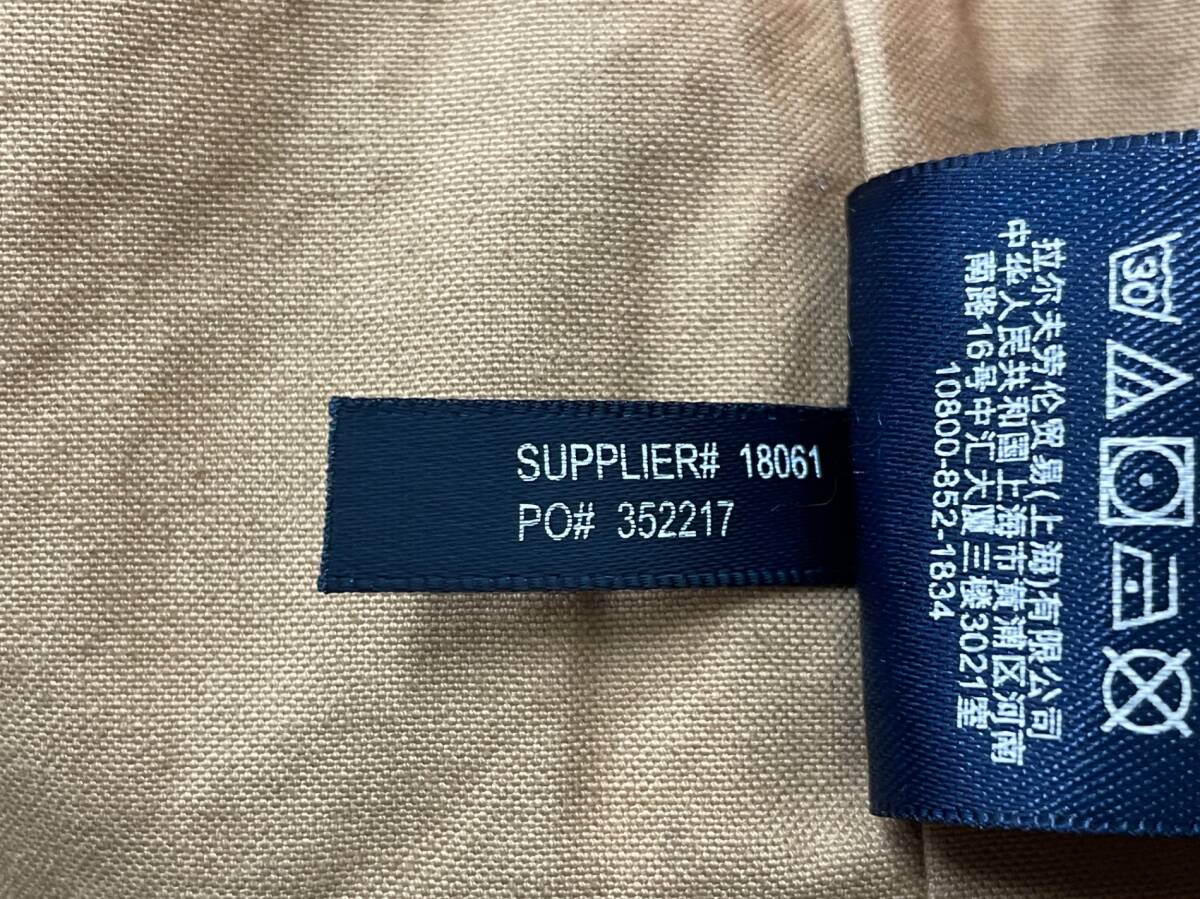 SUPPLIER# 18061
PO# 352217
30
拉尔夫劳伦贸易(上海)有限公司
中华人民共和国上海市黄浦区河南
南路16号中汇大厦三楼3021室
10800-852-1834